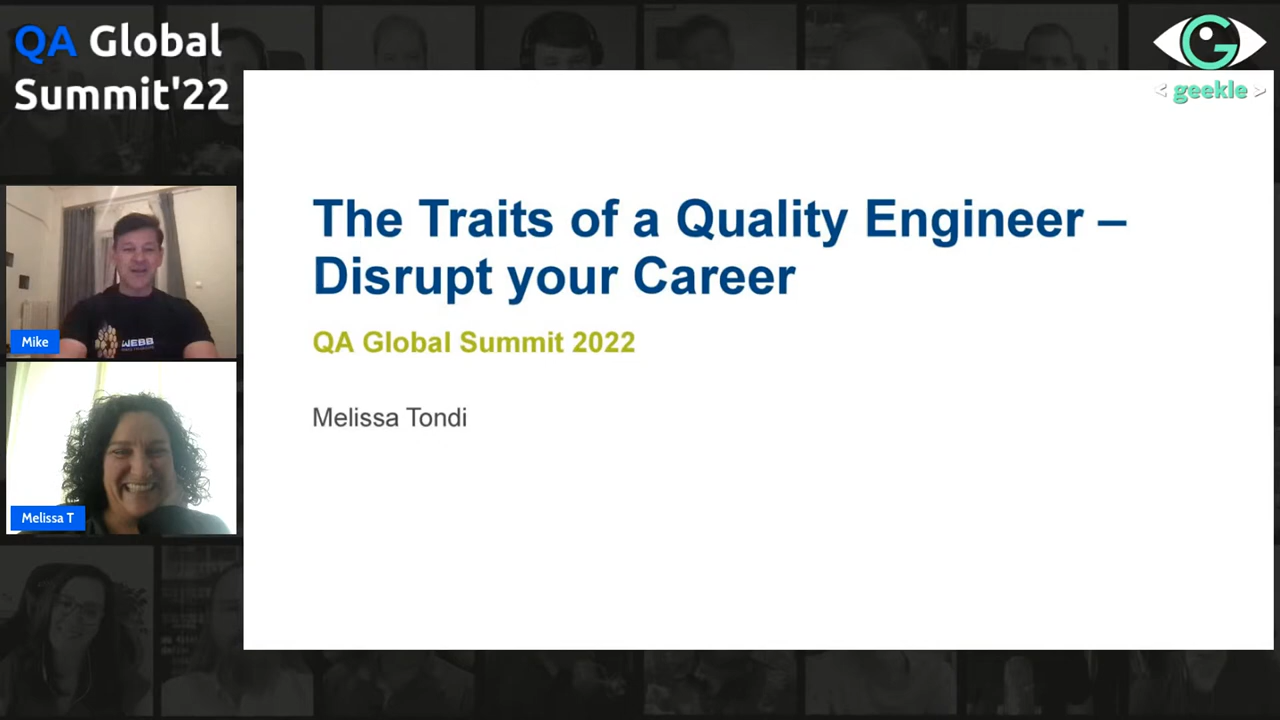 QA Global
Summit'22
< geekle >
The Traits of a Quality Engineer –
Disrupt your Career
QA Global Summit 2022
Melissa Tondi
WEBB
Mike
Melissa T